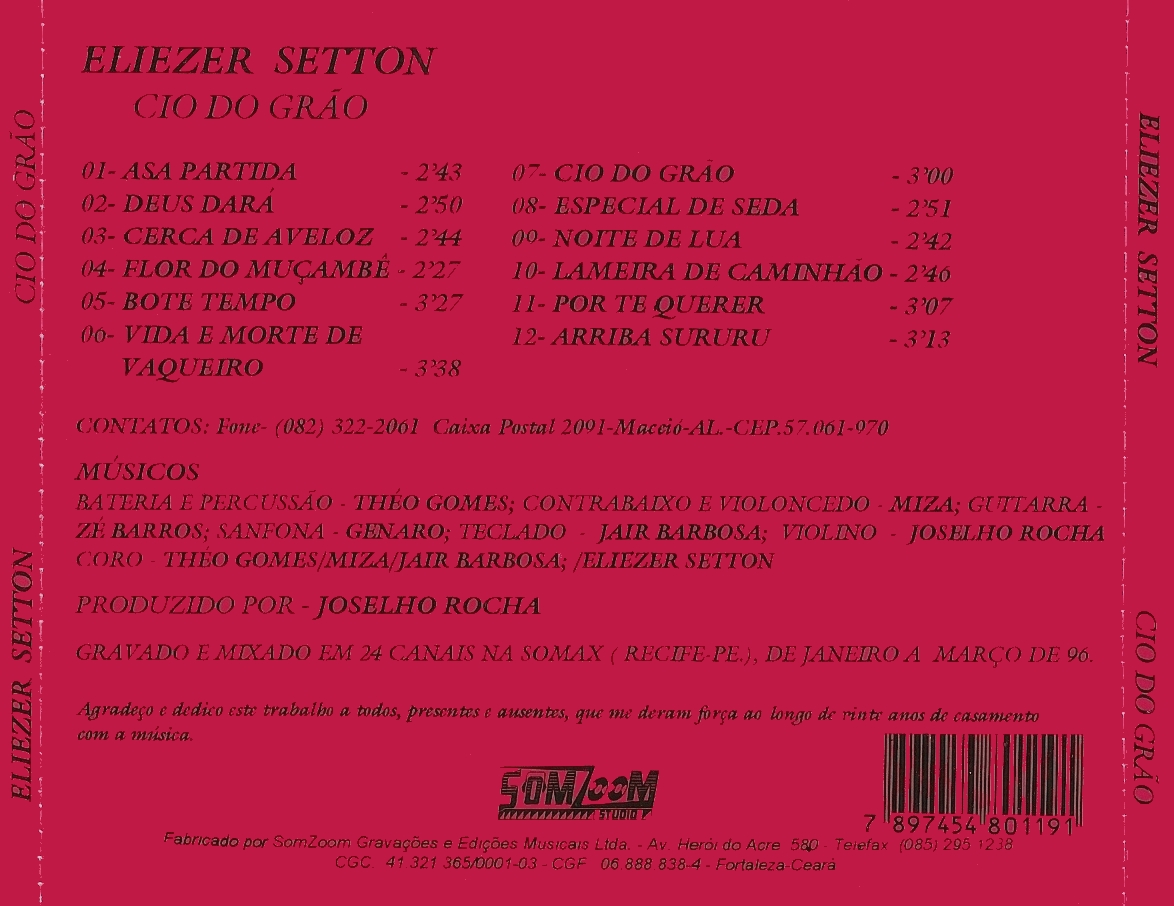 ELIEZER SETTON
CIO DO GRÃO
01- ASA PARTIDA - 2'43
02- DEUS DARÁ - 2'50
03- CERCA DE AVELOZ - 2'44
04- FLOR DO MUÇAMBÊ - 2'27
05- BOTE TEMPO - 3'27
06- VIDA E MORTE DE
VAQUEIRO - 3'38
07- CIO DO GRÃO - 3'00
08- ESPECIAL DE SEDA - 2'51
09- NOITE DE LUA - 2'42
10- LAMEIRA DE CAMINHÃO - 2'46
11- POR TE QUERER - 3'07
12- ARRIBA SURURU - 3'13
CONTATOS: Fone- (082) 322-2061 Caixa Postal 2091-Maceió-AL.-CEP.57.061-970
MÚSICOS
BATERIA E PERCUSSÃO - THÉO GOMES; CONTRABAIXO E VIOLONCEDO - MIZA; GUITARRA -
ZÉ BARROS; SANFONA - GENARO; TECLADO - JAIR BARBOSA; VIOLINO - JOSELHO ROCHA
CORO - THÉO GOMES/MIZA/JAIR BARBOSA; /ELIEZER SETTON
PRODUZIDO POR - JOSELHO ROCHA
GRAVADO E MIXADO EM 24 CANAIS NA SOMAX ( RECIFE-PE.), DE JANEIRO A MARÇO DE 96.
Agradeço e dedico este trabalho a todos, presentes e ausentes, que me deram força ao longo de vinte anos de casamento
com a música.
SOMZOOM
STUDIO
7 897454 801191
Fabricado por SomZoom Gravações e Edições Musicais Ltda. - Av. Herói do Acre 580 - Telefax (085) 295 1238
CGC. 41 321 365/0001-03 - CGF 06.888 838-4 - Fortaleza-Ceará
CIO DO GRÃO
ELIEZER SETTON
ELIEZER SETTON
CIO DO GRÃO